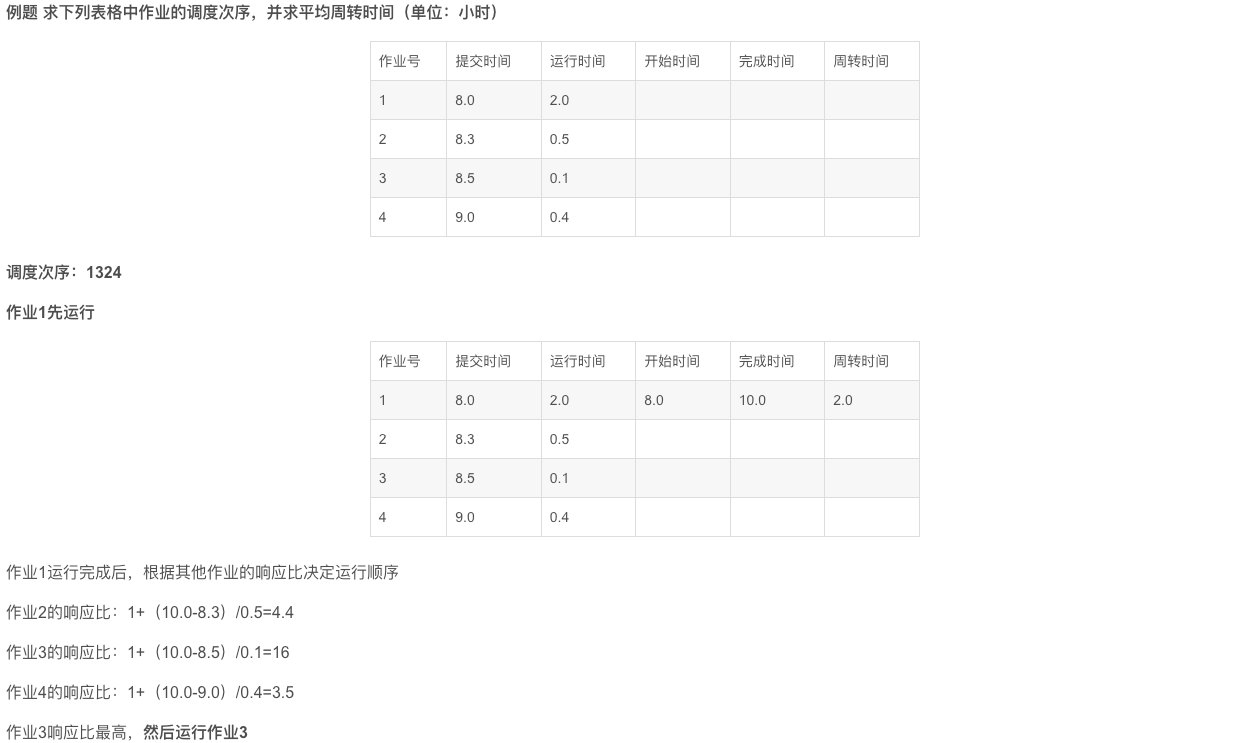 例题 求下列表格中作业的调度次序，并求平均周转时间（单位：小时）
作业号 提交时间 运行时间 开始时间 完成时间 周转时间
1 8.0 2.0
2 8.3 0.5
3 8.5 0.1
4 9.0 0.4
调度次序：1324
作业1先运行
作业号 提交时间 运行时间 开始时间 完成时间 周转时间
1 8.0 2.0 8.0 10.0 2.0
2 8.3 0.5
3 8.5 0.1
4 9.0 0.4
作业1运行完成后，根据其他作业的响应比决定运行顺序
作业2的响应比：1+（10.0-8.3）/0.5=4.4
作业3的响应比：1+（10.0-8.5）/0.1=16
作业4的响应比：1+（10.0-9.0）/0.4=3.5
作业3响应比最高，然后运行作业3